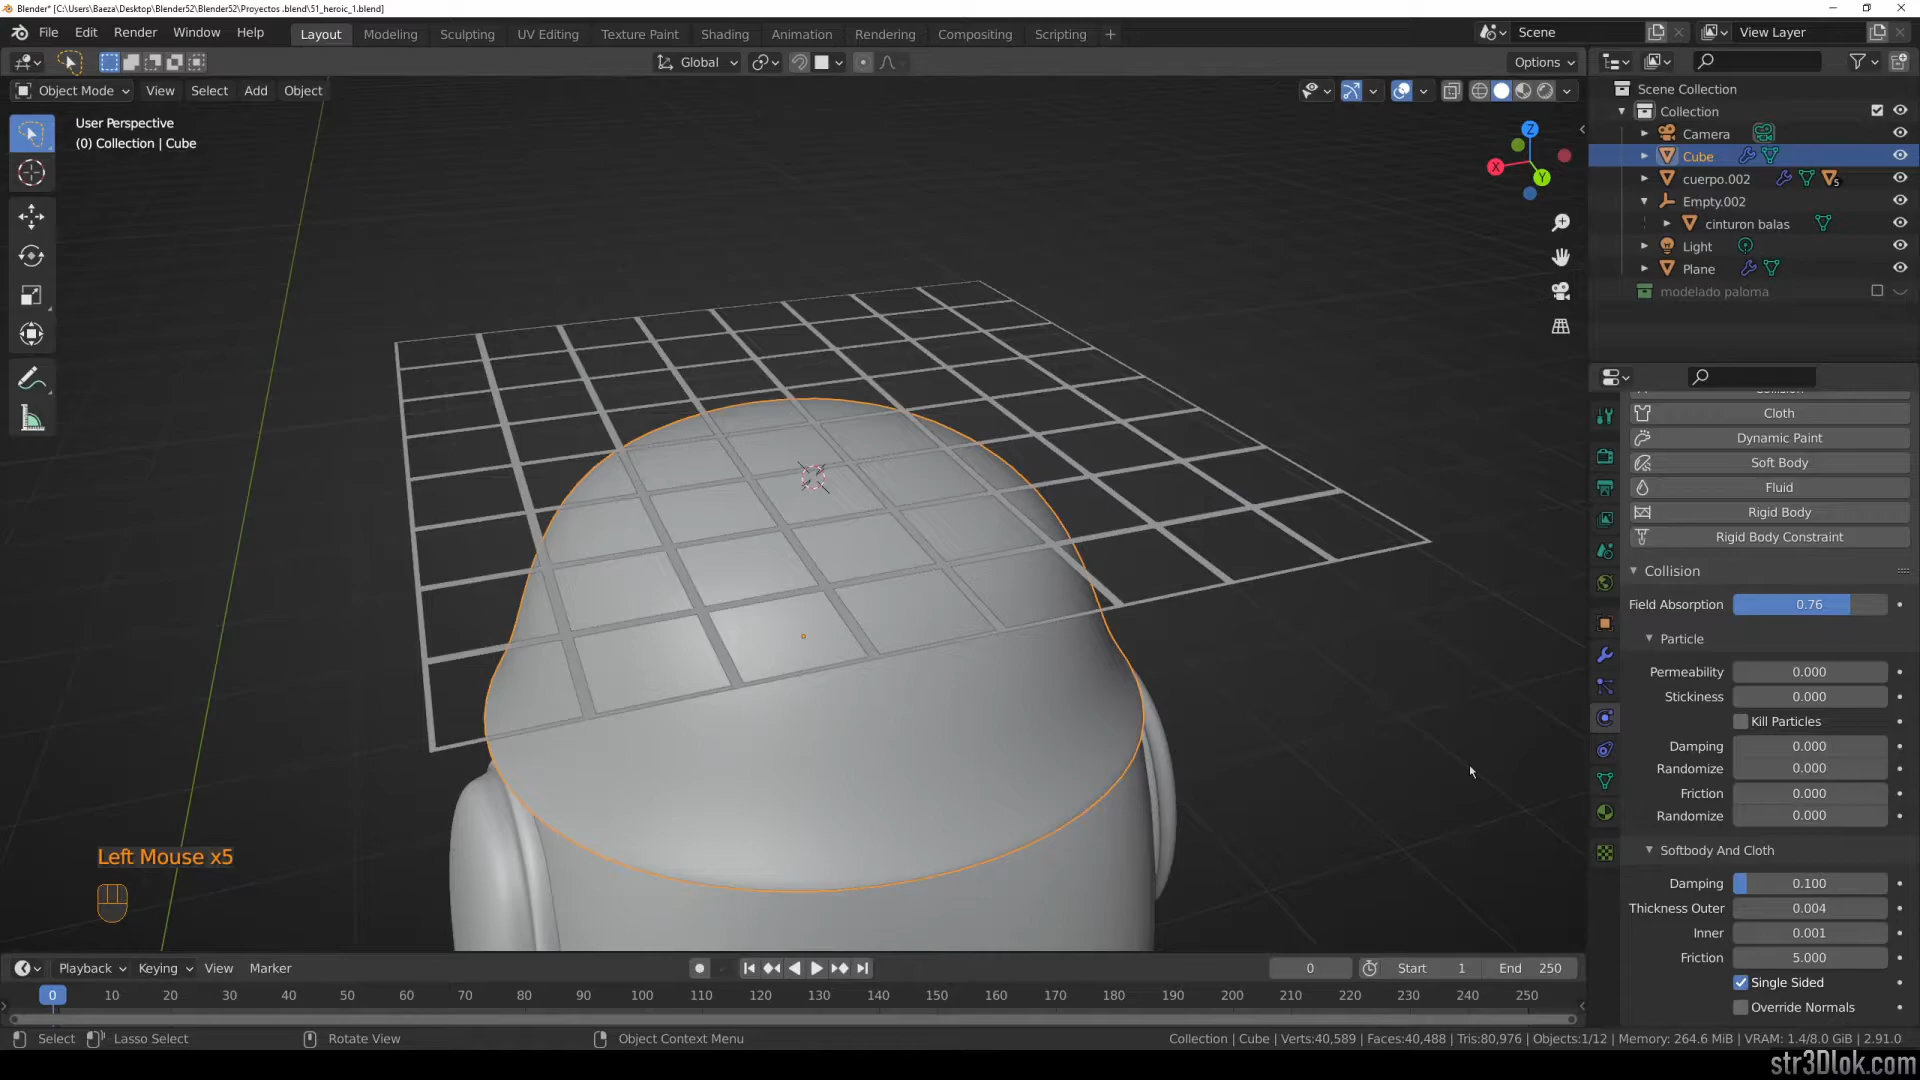 Blender* [C:\Users\Baeza\Desktop\Blender52\Blender52\Proyectos .blend\51_heroic_1.blend]
File Edit Render Window Help Layout Modeling Sculpting UV Editing Texture Paint Shading Animation Rendering Compositing Scripting + Scene View Layer
Global Options
Object Mode View Select Add Object
User Perspective
(0) Collection | Cube
Z
X
Y
Scene Collection
Collection
Camera
Cube
cuerpo.002 5
Empty.002
cinturon balas
Light
Plane
modelado paloma
Cloth
Dynamic Paint
Soft Body
Fluid
Rigid Body
Rigid Body Constraint
Collision
Field Absorption 0.76
Particle
Permeability 0.000
Stickiness 0.000
Kill Particles
Damping 0.000
Randomize 0.000
Friction 0.000
Randomize 0.000
Softbody And Cloth
Damping 0.100
Thickness Outer 0.004
Inner 0.001
Friction 5.000
Single Sided
Override Normals
Left Mouse x5
Playback Keying View Marker 0 Start 1 End 250
0 10 20 30 40 50 60 70 80 90 100 110 120 130 140 150 160 170 180 190 200 210 220 230 240 250
Select Lasso Select Rotate View Object Context Menu Collection | Cube | Verts:40,589 | Faces:40,488 | Tris:80,976 | Objects:1/12 | Memory: 264.6 MiB | VRAM: 1.4/8.0 GiB | 2.91.0
str3Dlok.com